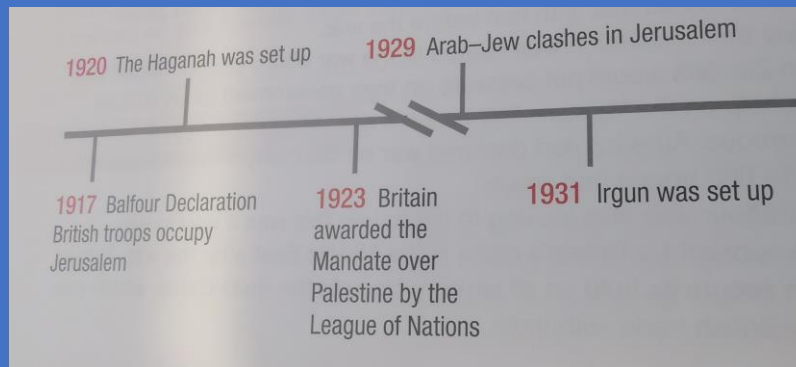 1920 The Haganah was set up
1929 Arab–Jew clashes in Jerusalem
1917 Balfour Declaration
British troops occupy
Jerusalem
1923 Britain
awarded the
Mandate over
Palestine by the
League of Nations
1931 Irgun was set up